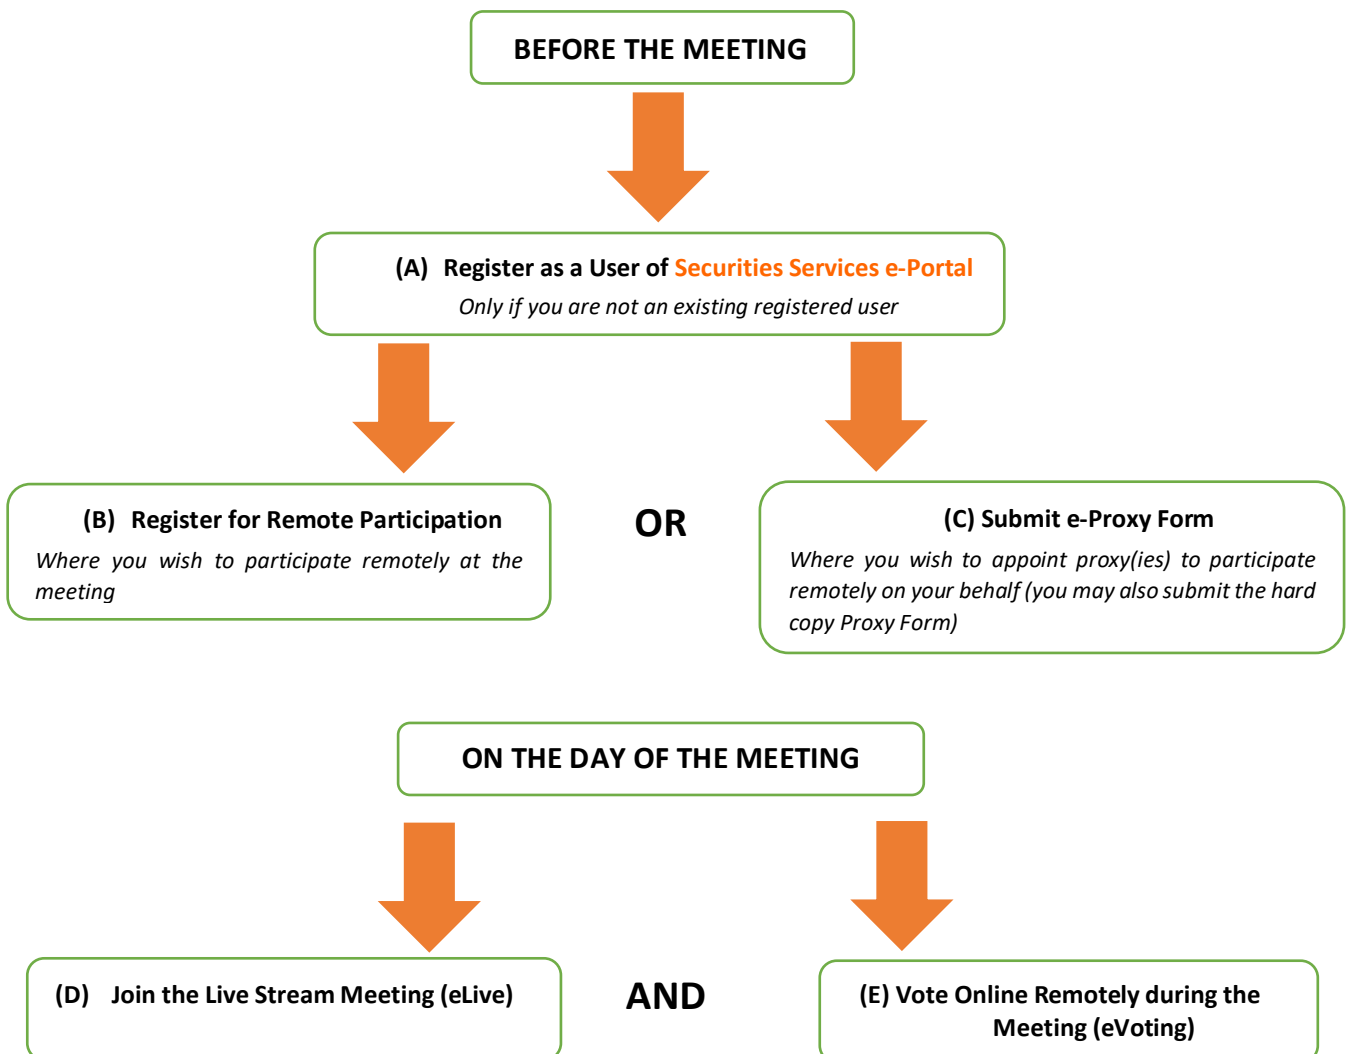 BEFORE THE MEETING
(A) Register as a User of Securities Services e-Portal
Only if you are not an existing registered user
(B) Register for Remote Participation
Where you wish to participate remotely at the
meeting
OR
(C) Submit e-Proxy Form
Where you wish to appoint proxy(ies) to participate
remotely on your behalf (you may also submit the hard
copy Proxy Form)
ON THE DAY OF THE MEETING
(D) Join the Live Stream Meeting (eLive)
AND
(E) Vote Online Remotely during the
Meeting (eVoting)